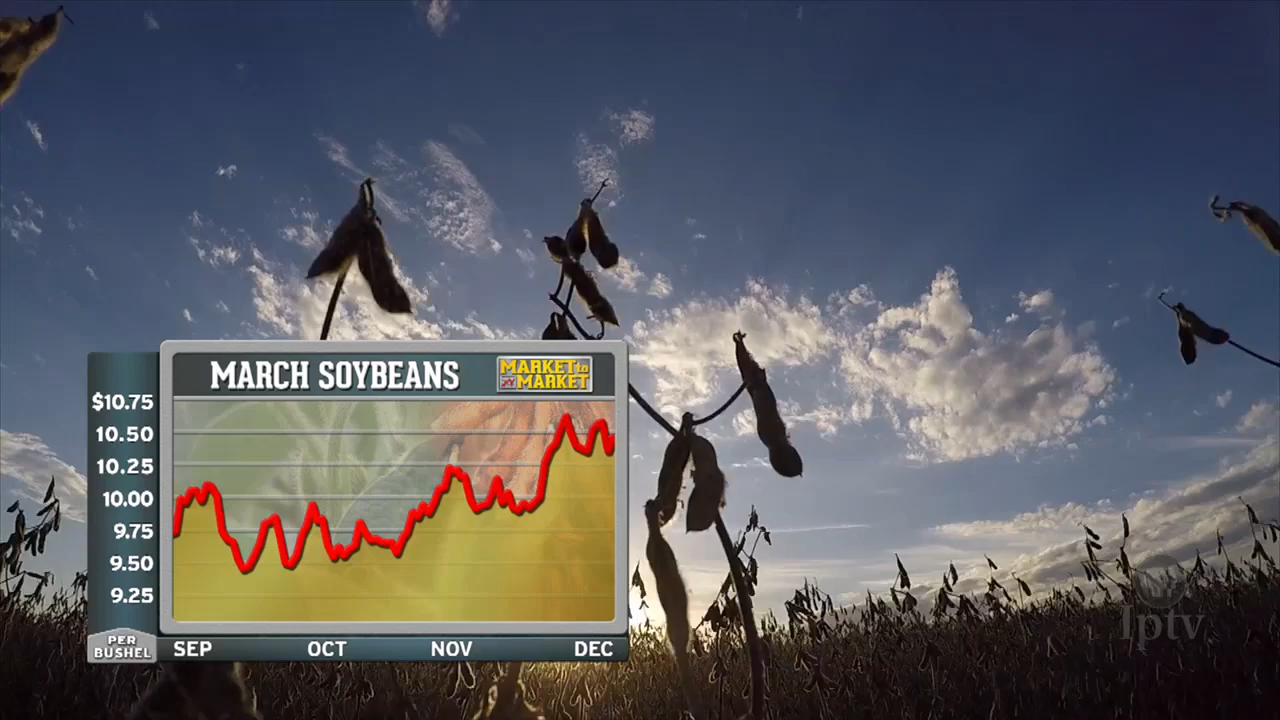 MARCH SOYBEANS
MARKET to
MARKET
$10.75
10.50
10.25
10.00
9.75
9.50
9.25
PER
BUSHEL
SEP OCT NOV DEC
Iptv